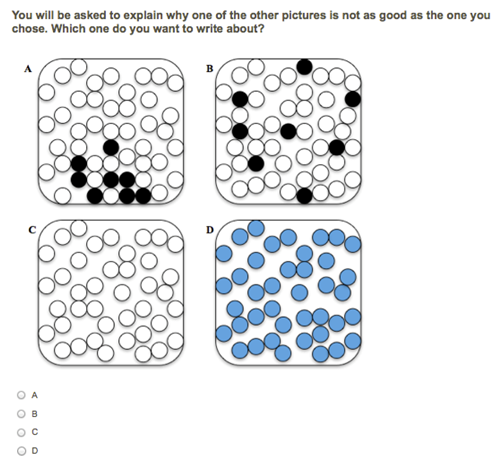 You will be asked to explain why one of the other pictures is not as good as the one you
chose. Which one do you want to write about?
A
B
C
D
A
B
C
D